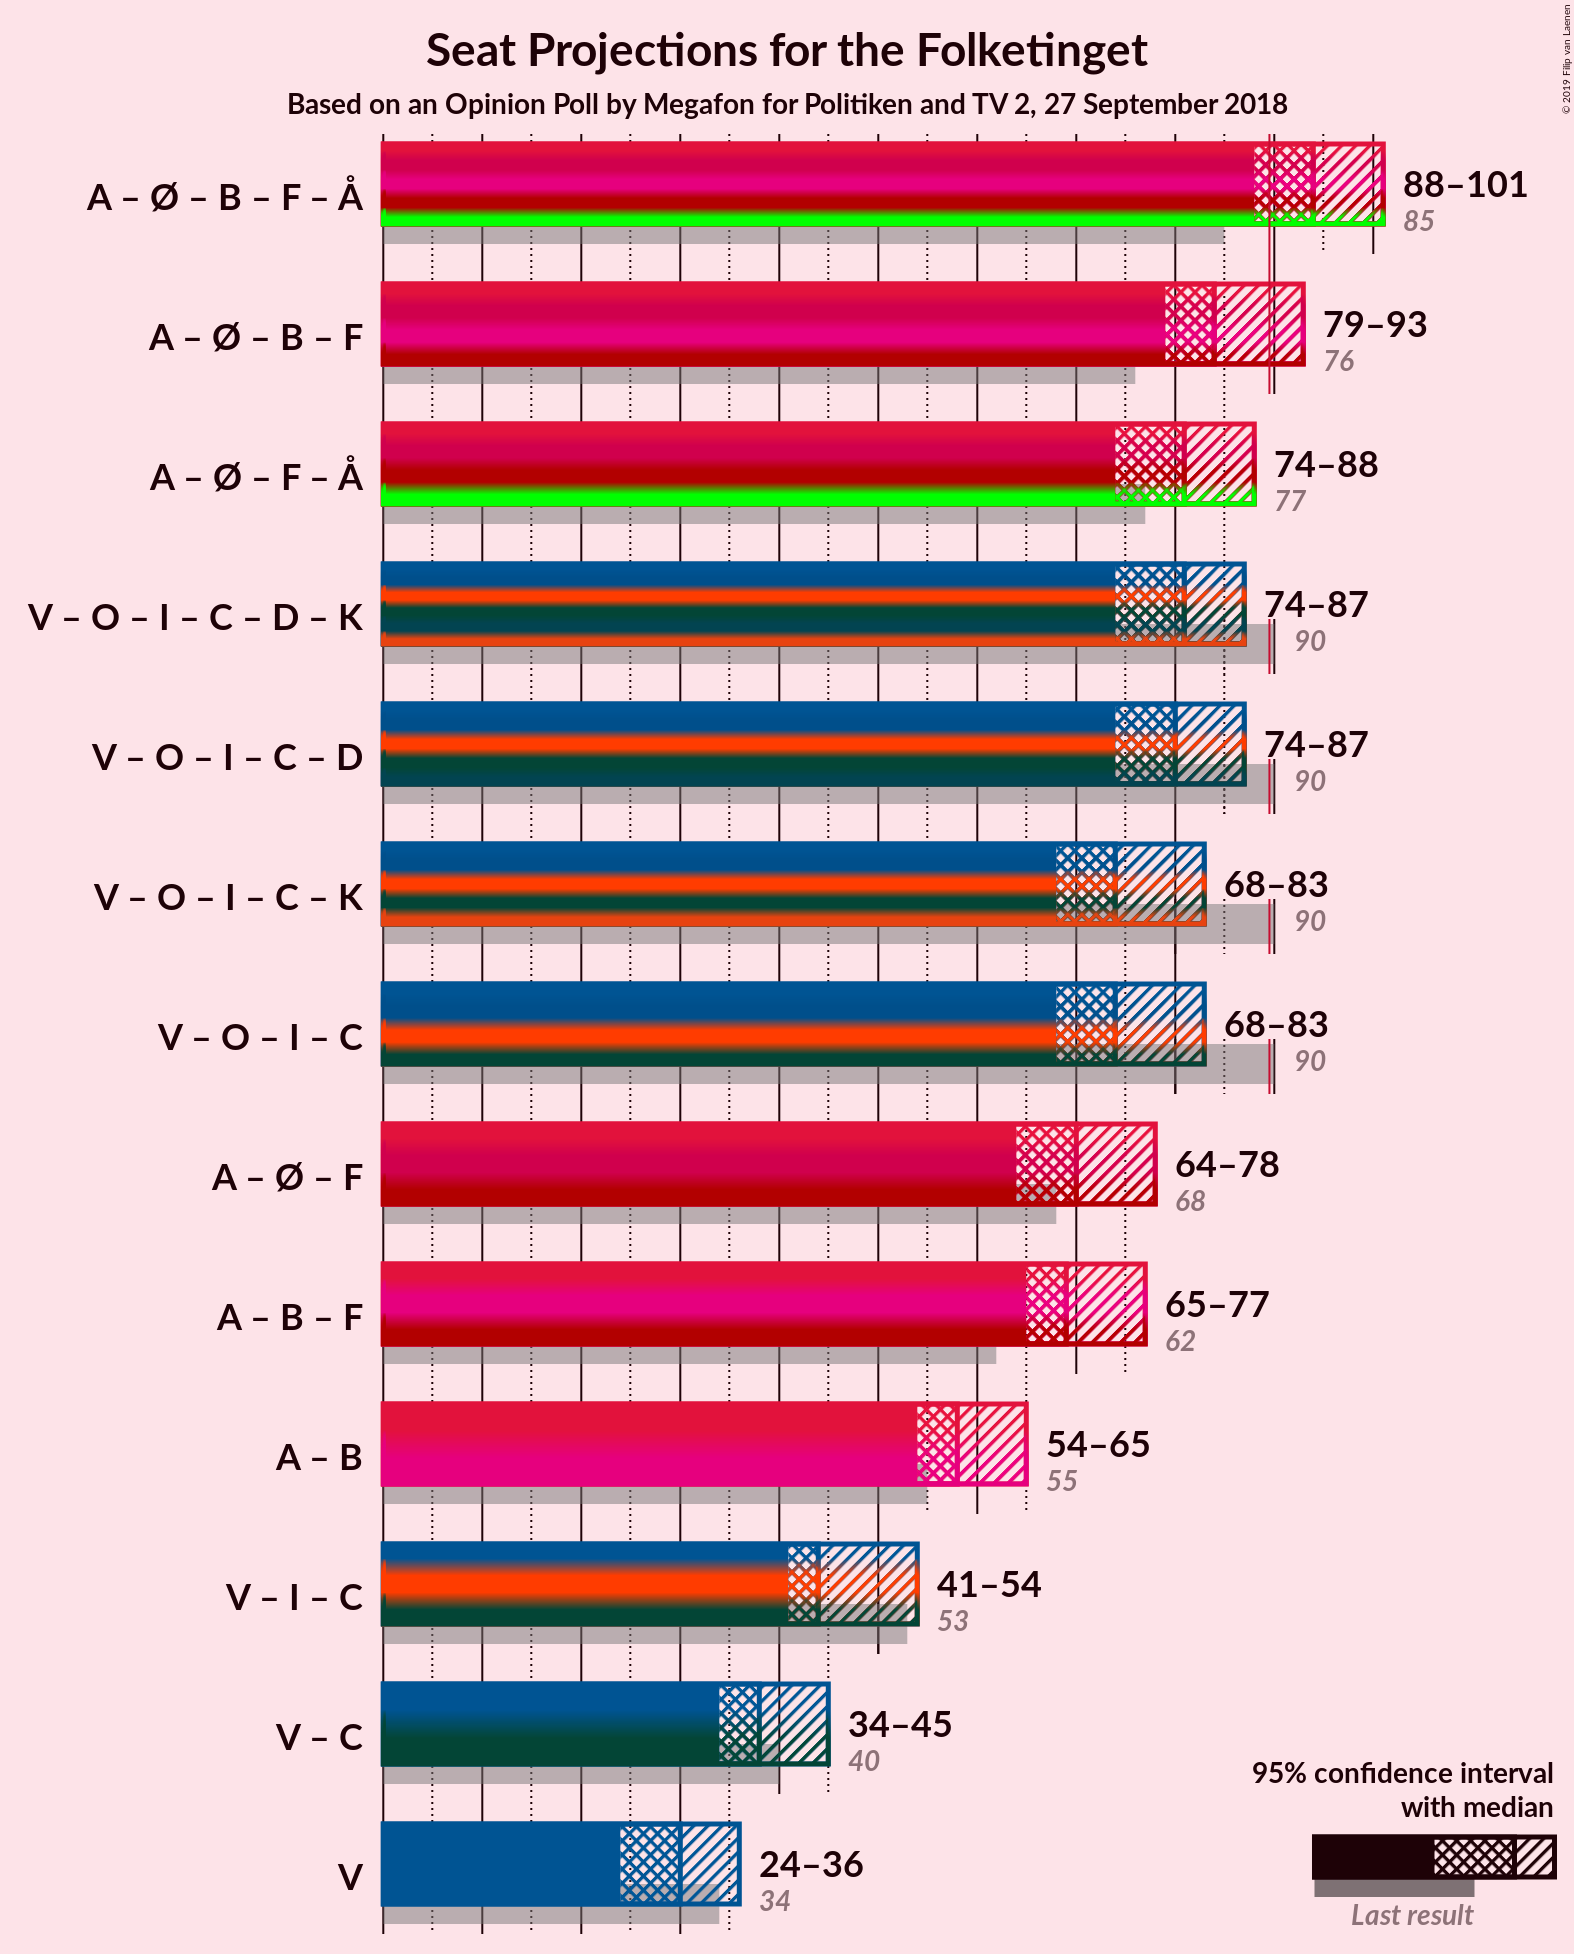 Seat Projections for the Folketinget
Based on an Opinion Poll by Megafon for Politiken and TV 2, 27 September 2018
© 2019 Filip van Laenen
A – Ø – B – F – Å
88–101
85
A – Ø – B – F
79–93
76
A – Ø – F – Å
74–88
77
V – O – I – C – D – K
74–87
90
V – O – I – C – D
74–87
90
V – O – I – C – K
68–83
90
V – O – I – C
68–83
90
A – Ø – F
64–78
68
A – B – F
65–77
62
A – B
54–65
55
V – I – C
41–54
53
V – C
34–45
40
V
24–36
34
95% confidence interval
with median
Last result